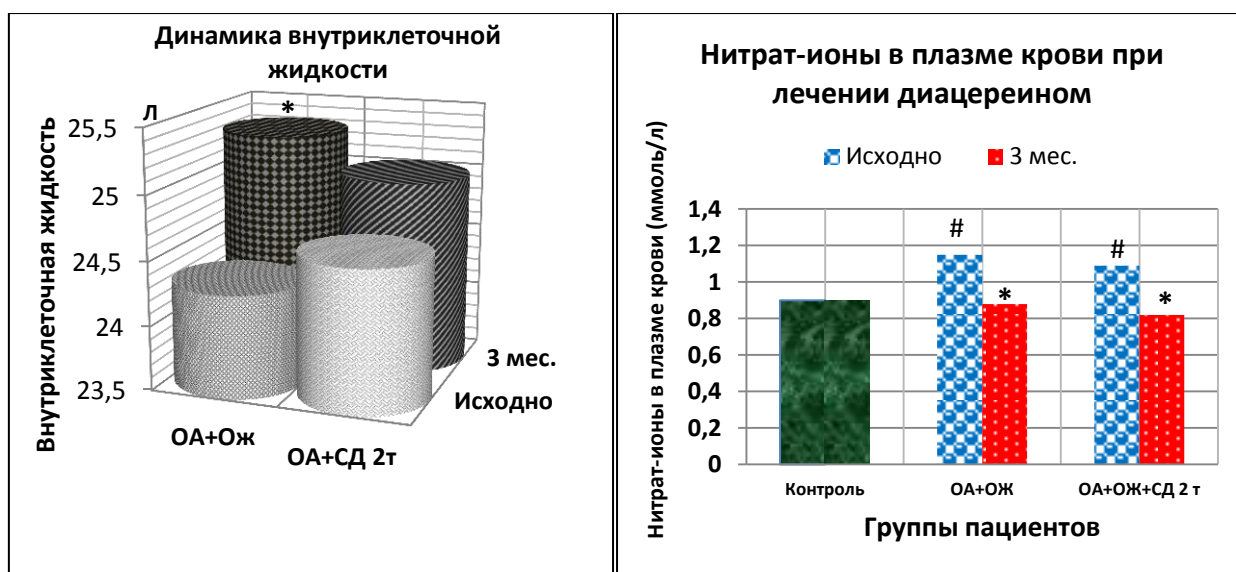 Динамика внутриклеточной
жидкости
Л
*
Внутриклеточная жидкость
25,5
25
24,5
24
23,5
3 мес.
Исходно
ОА+Ож
ОА+СД 2т
Нитрат-ионы в плазме крови при
лечении диацереином
Исходно
3 мес.
Нитрат-ионы в плазме крови (ммоль/л)
1,4
1,2
1
0,8
0,6
0,4
0,2
0
#
*
#
*
Контроль
ОА+ОЖ
ОА+ОЖ+СД 2 т
Группы пациентов